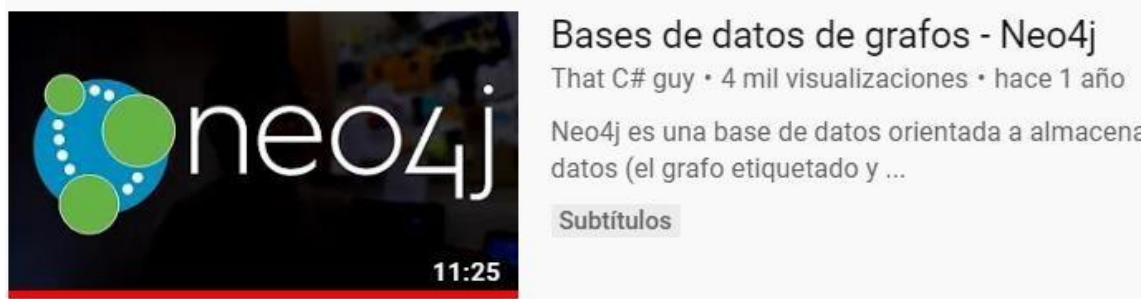 neo4j
11:25
Bases de datos de grafos - Neo4j
That C# guy • 4 mil visualizaciones • hace 1 año
Neo4j es una base de datos orientada a almacena
datos (el grafo etiquetado y ...
Subtítulos